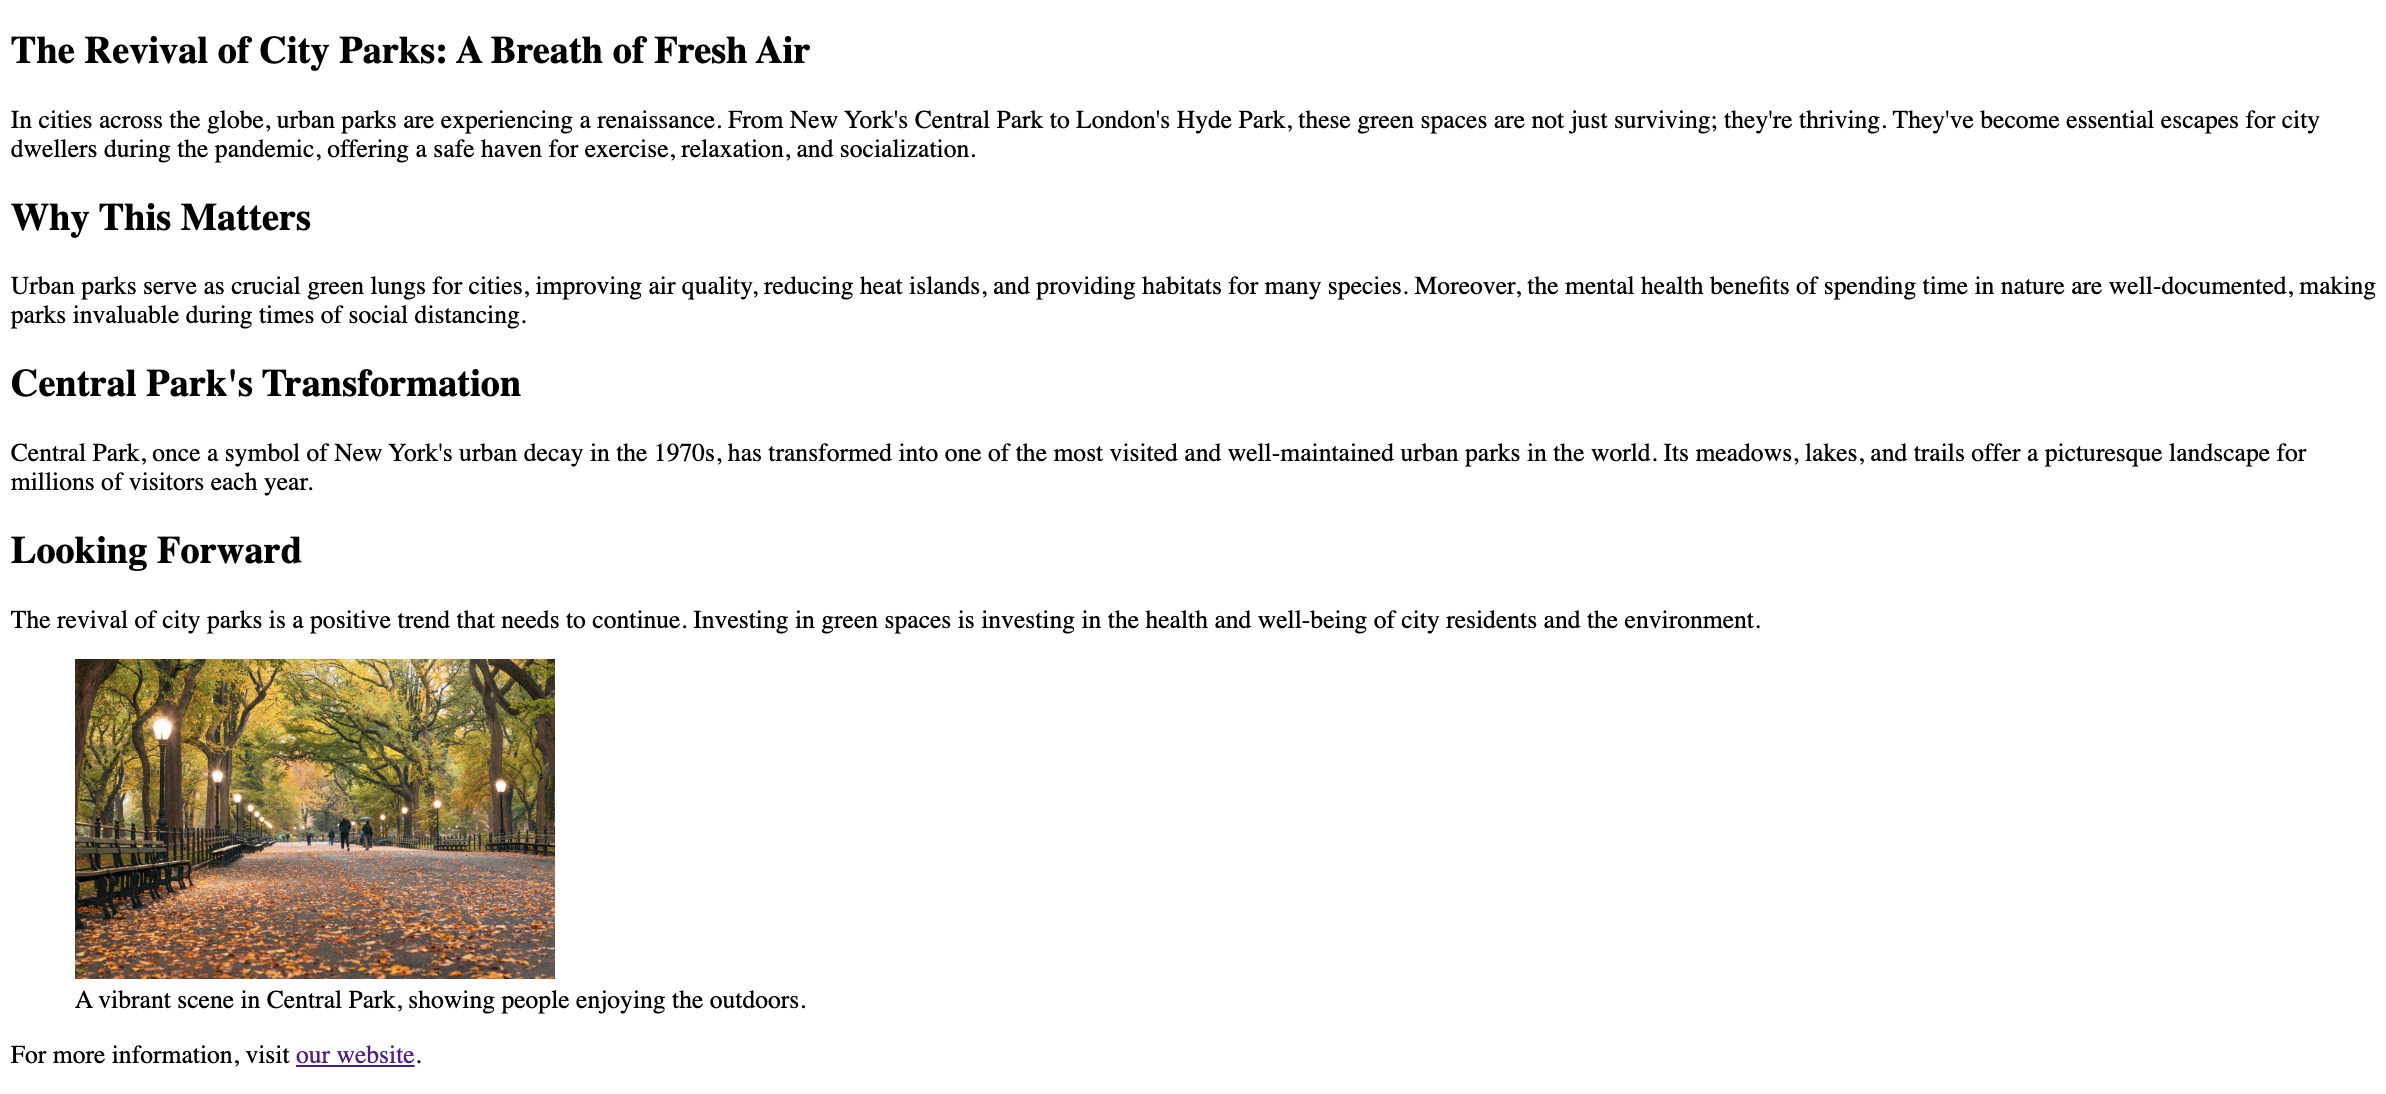 The Revival of City Parks: A Breath of Fresh Air
In cities across the globe, urban parks are experiencing a renaissance. From New York's Central Park to London's Hyde Park, these green spaces are not just surviving; they're thriving. They've become essential escapes for city
dwellers during the pandemic, offering a safe haven for exercise, relaxation, and socialization.
Why This Matters
Urban parks serve as crucial green lungs for cities, improving air quality, reducing heat islands, and providing habitats for many species. Moreover, the mental health benefits of spending time in nature are well-documented, making
parks invaluable during times of social distancing.
Central Park's Transformation
Central Park, once a symbol of New York's urban decay in the 1970s, has transformed into one of the most visited and well-maintained urban parks in the world. Its meadows, lakes, and trails offer a picturesque landscape for
millions of visitors each year.
Looking Forward
The revival of city parks is a positive trend that needs to continue. Investing in green spaces is investing in the health and well-being of city residents and the environment.
A vibrant scene in Central Park, showing people enjoying the outdoors.
For more information, visit our website.